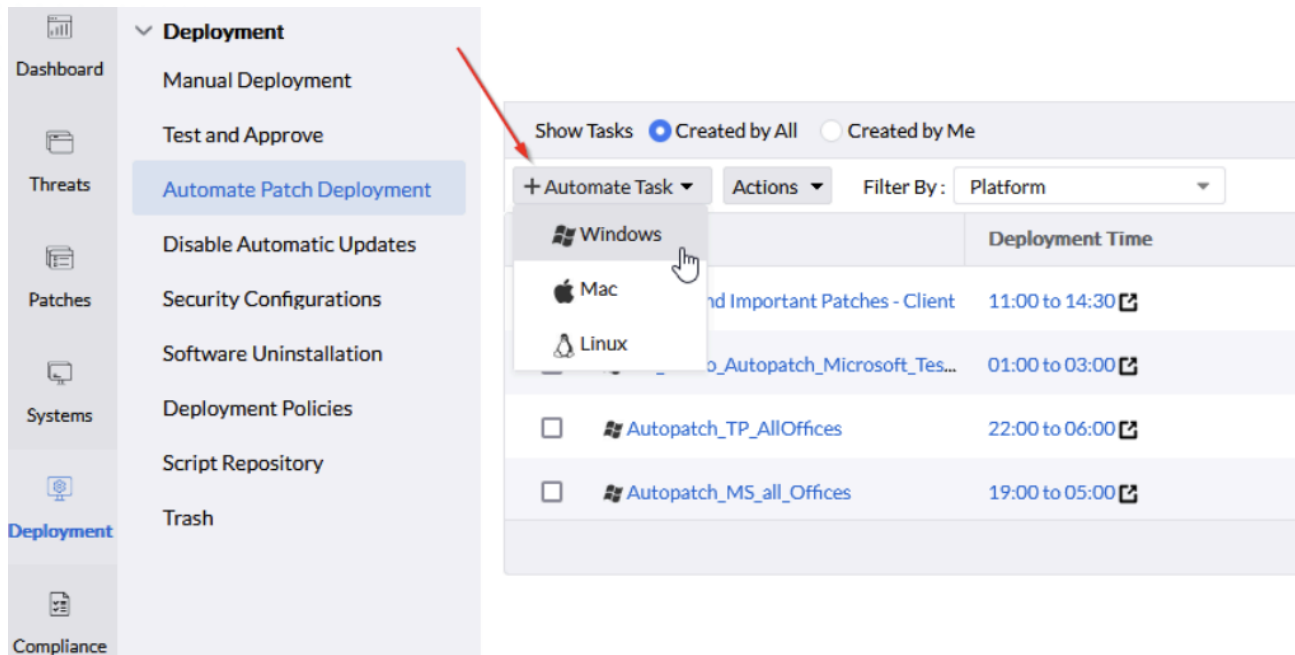 Dashboard
Threats
Patches
Systems
Deployment
Compliance
Deployment
Manual Deployment
Test and Approve
Automate Patch Deployment
Disable Automatic Updates
Security Configurations
Software Uninstallation
Deployment Policies
Script Repository
Trash
Show Tasks Created by All Created by Me
+ Automate Task Actions Filter By : Platform
Windows
Mac
Linux
Deployment Time
Important Patches - Client 11:00 to 14:30
Autopatch_Microsoft_Tes... 01:00 to 03:00
Autopatch_TP_AllOffices 22:00 to 06:00
Autopatch_MS_all_Offices 19:00 to 05:00